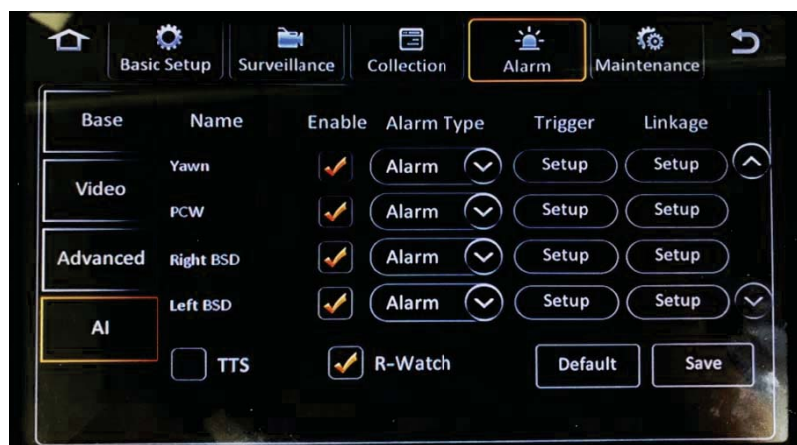 Basic Setup Surveillance Collection Alarm Maintenance
Base Name Enable Alarm Type Trigger Linkage
Yawn Alarm Setup Setup
Video
PCW Alarm Setup Setup
Advanced Right BSD Alarm Setup Setup
Left BSD Alarm Setup Setup
AI
TTS R-Watch Default Save